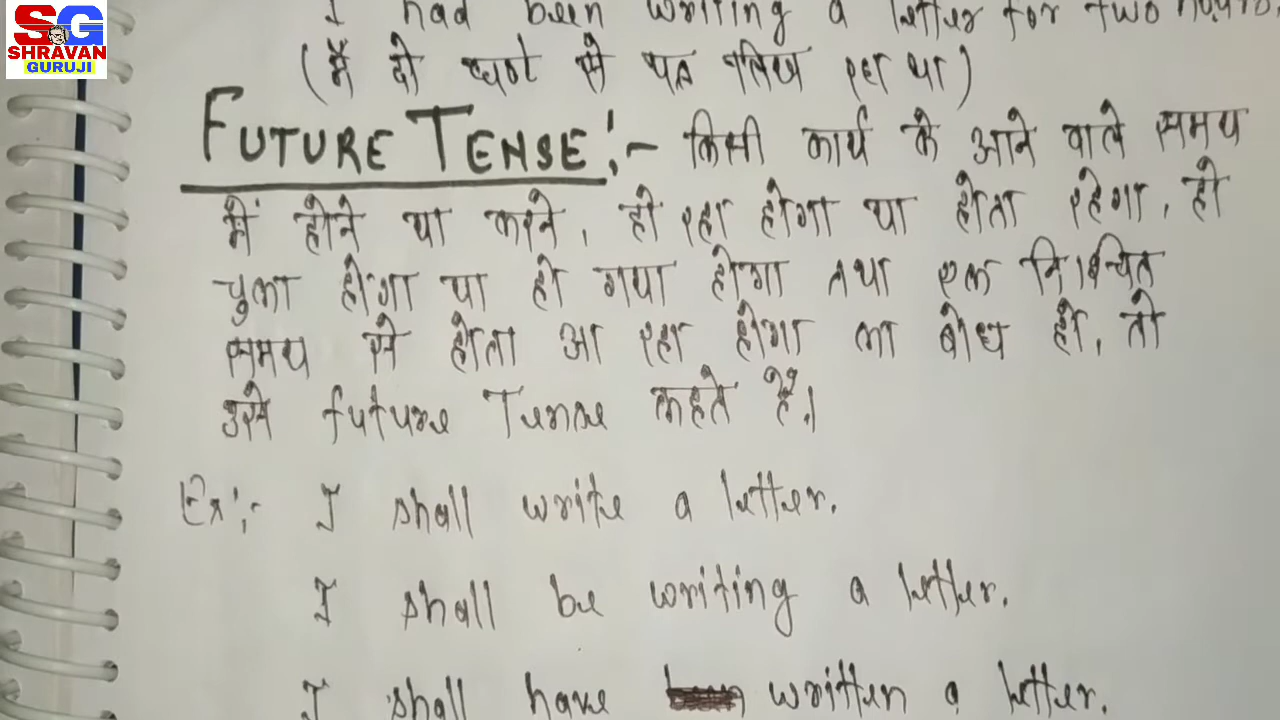 SG
SHRAVAN
GURUJI
I had been writing a letter for two hours.
(मैं दो घण्टे से पत्र लिख रहा था)
FUTURE TENSE:- किसी कार्य के आने वाले समय
में होने या करने, हो रहा होगा या होता रहेगा, हो
चुका होगा या हो गया होगा तथा एक निश्चित
समय से होता आ रहा होगा का बोध हो, तो
उसे future Tense कहते हैं।
Ex:- I shall write a letter.
I shall be writing a letter.
I shall have written a letter.